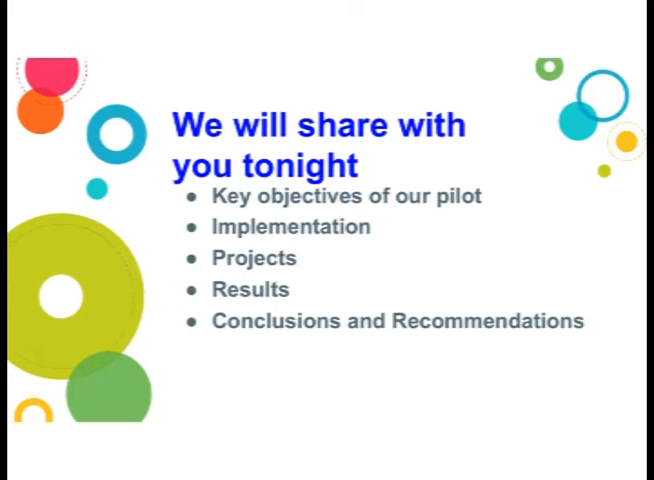 We will share with
you tonight
● Key objectives of our pilot
● Implementation
● Projects
● Results
● Conclusions and Recommendations